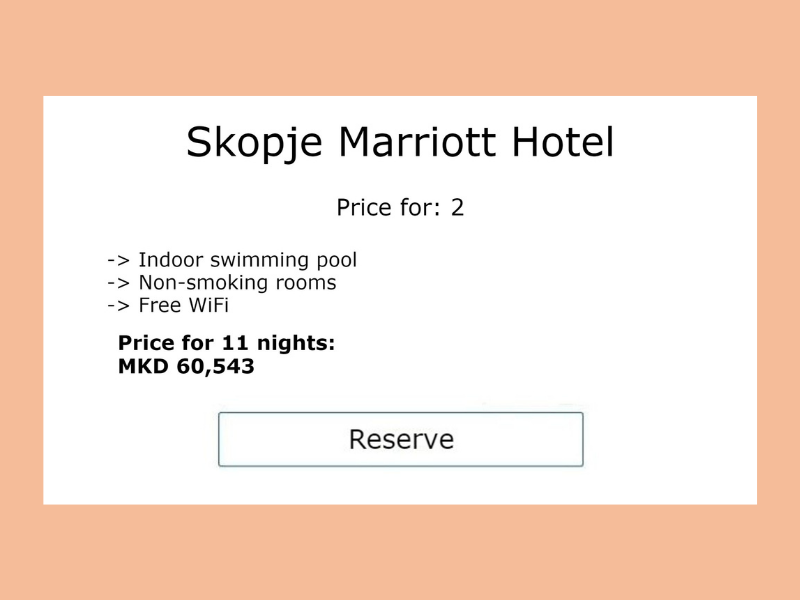 Skopje Marriott Hotel
Price for: 2
-> Indoor swimming pool
-> Non-smoking rooms
-> Free WiFi
Price for 11 nights:
MKD 60,543
Reserve